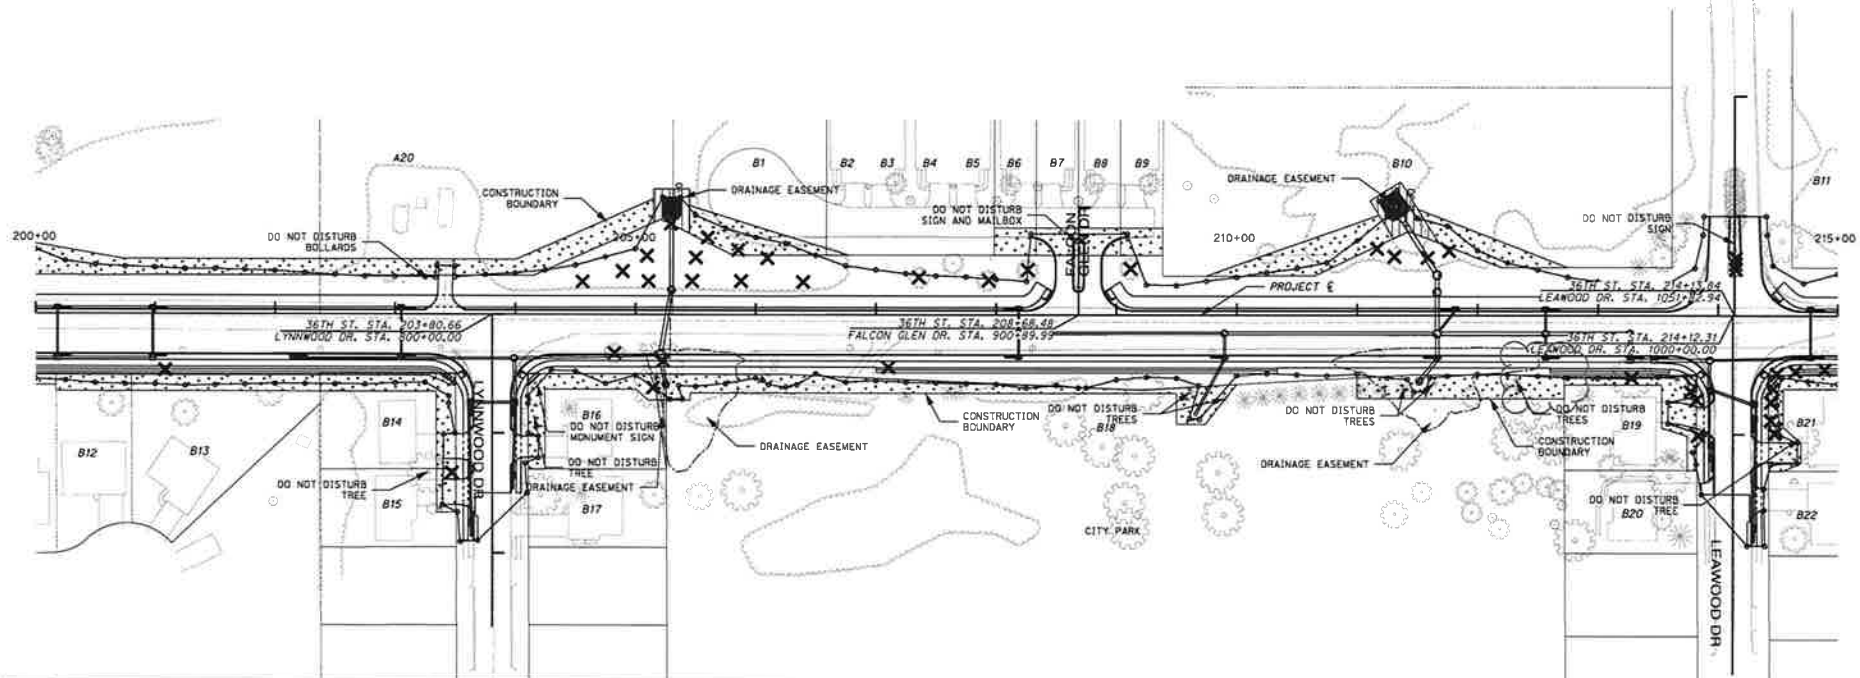 A20
B1
B2
B3
B4
B5
B6
B7
B8
B9
B10
B11
CONSTRUCTION
BOUNDARY
DRAINAGE EASEMENT
DO NOT DISTURB
SIGN AND MAILBOX
DRAINAGE EASEMENT
DO NOT DISTURB
SIGN
200+00
DO NOT DISTURB
BOLLARDS
205+00
FALCON
GLEN DR
210+00
215+00
PROJECT ℄
36TH ST. STA. 203+80.66
LYNNWOOD DR. STA. 800+00.00
36TH ST. STA. 208+68.48
FALCON GLEN DR. STA. 900+89.99
36TH ST. STA. 214+13.84
LEAWOOD DR. STA. 1051+82.94
36TH ST. STA. 214+12.31
LEAWOOD DR. STA. 1000+00.00
B12
B13
B14
B15
DO NOT DISTURB
TREE
LYNNWOOD DR
B16
DO NOT DISTURB
MONUMENT SIGN
DO NOT DISTURB
TREE
DRAINAGE EASEMENT
B17
DRAINAGE EASEMENT
CONSTRUCTION
BOUNDARY
DO NOT DISTURB
TREES
B18
CITY PARK
DO NOT DISTURB
TREES
DRAINAGE EASEMENT
DO NOT DISTURB
TREES
CONSTRUCTION
BOUNDARY
B19
DO NOT DISTURB
TREE
B20
B21
B22
LEAWOOD DR